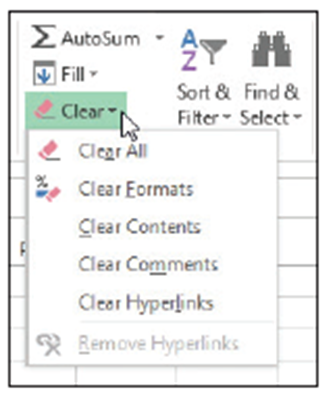 AutoSum
Fill
Clear
Sort & Filter
Find & Select
Clear All
Clear Formats
Clear Contents
Clear Comments
Clear Hyperlinks
Remove Hyperlinks